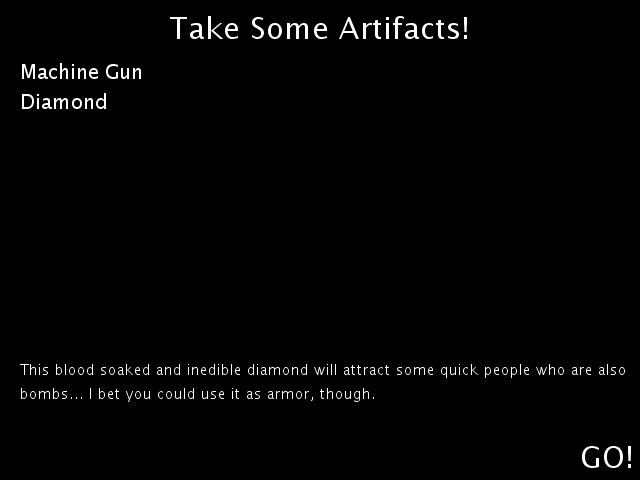 Take Some Artifacts!
Machine Gun
Diamond
This blood soaked and inedible diamond will attract some quick people who are also
bombs... I bet you could use it as armor, though.
GO!